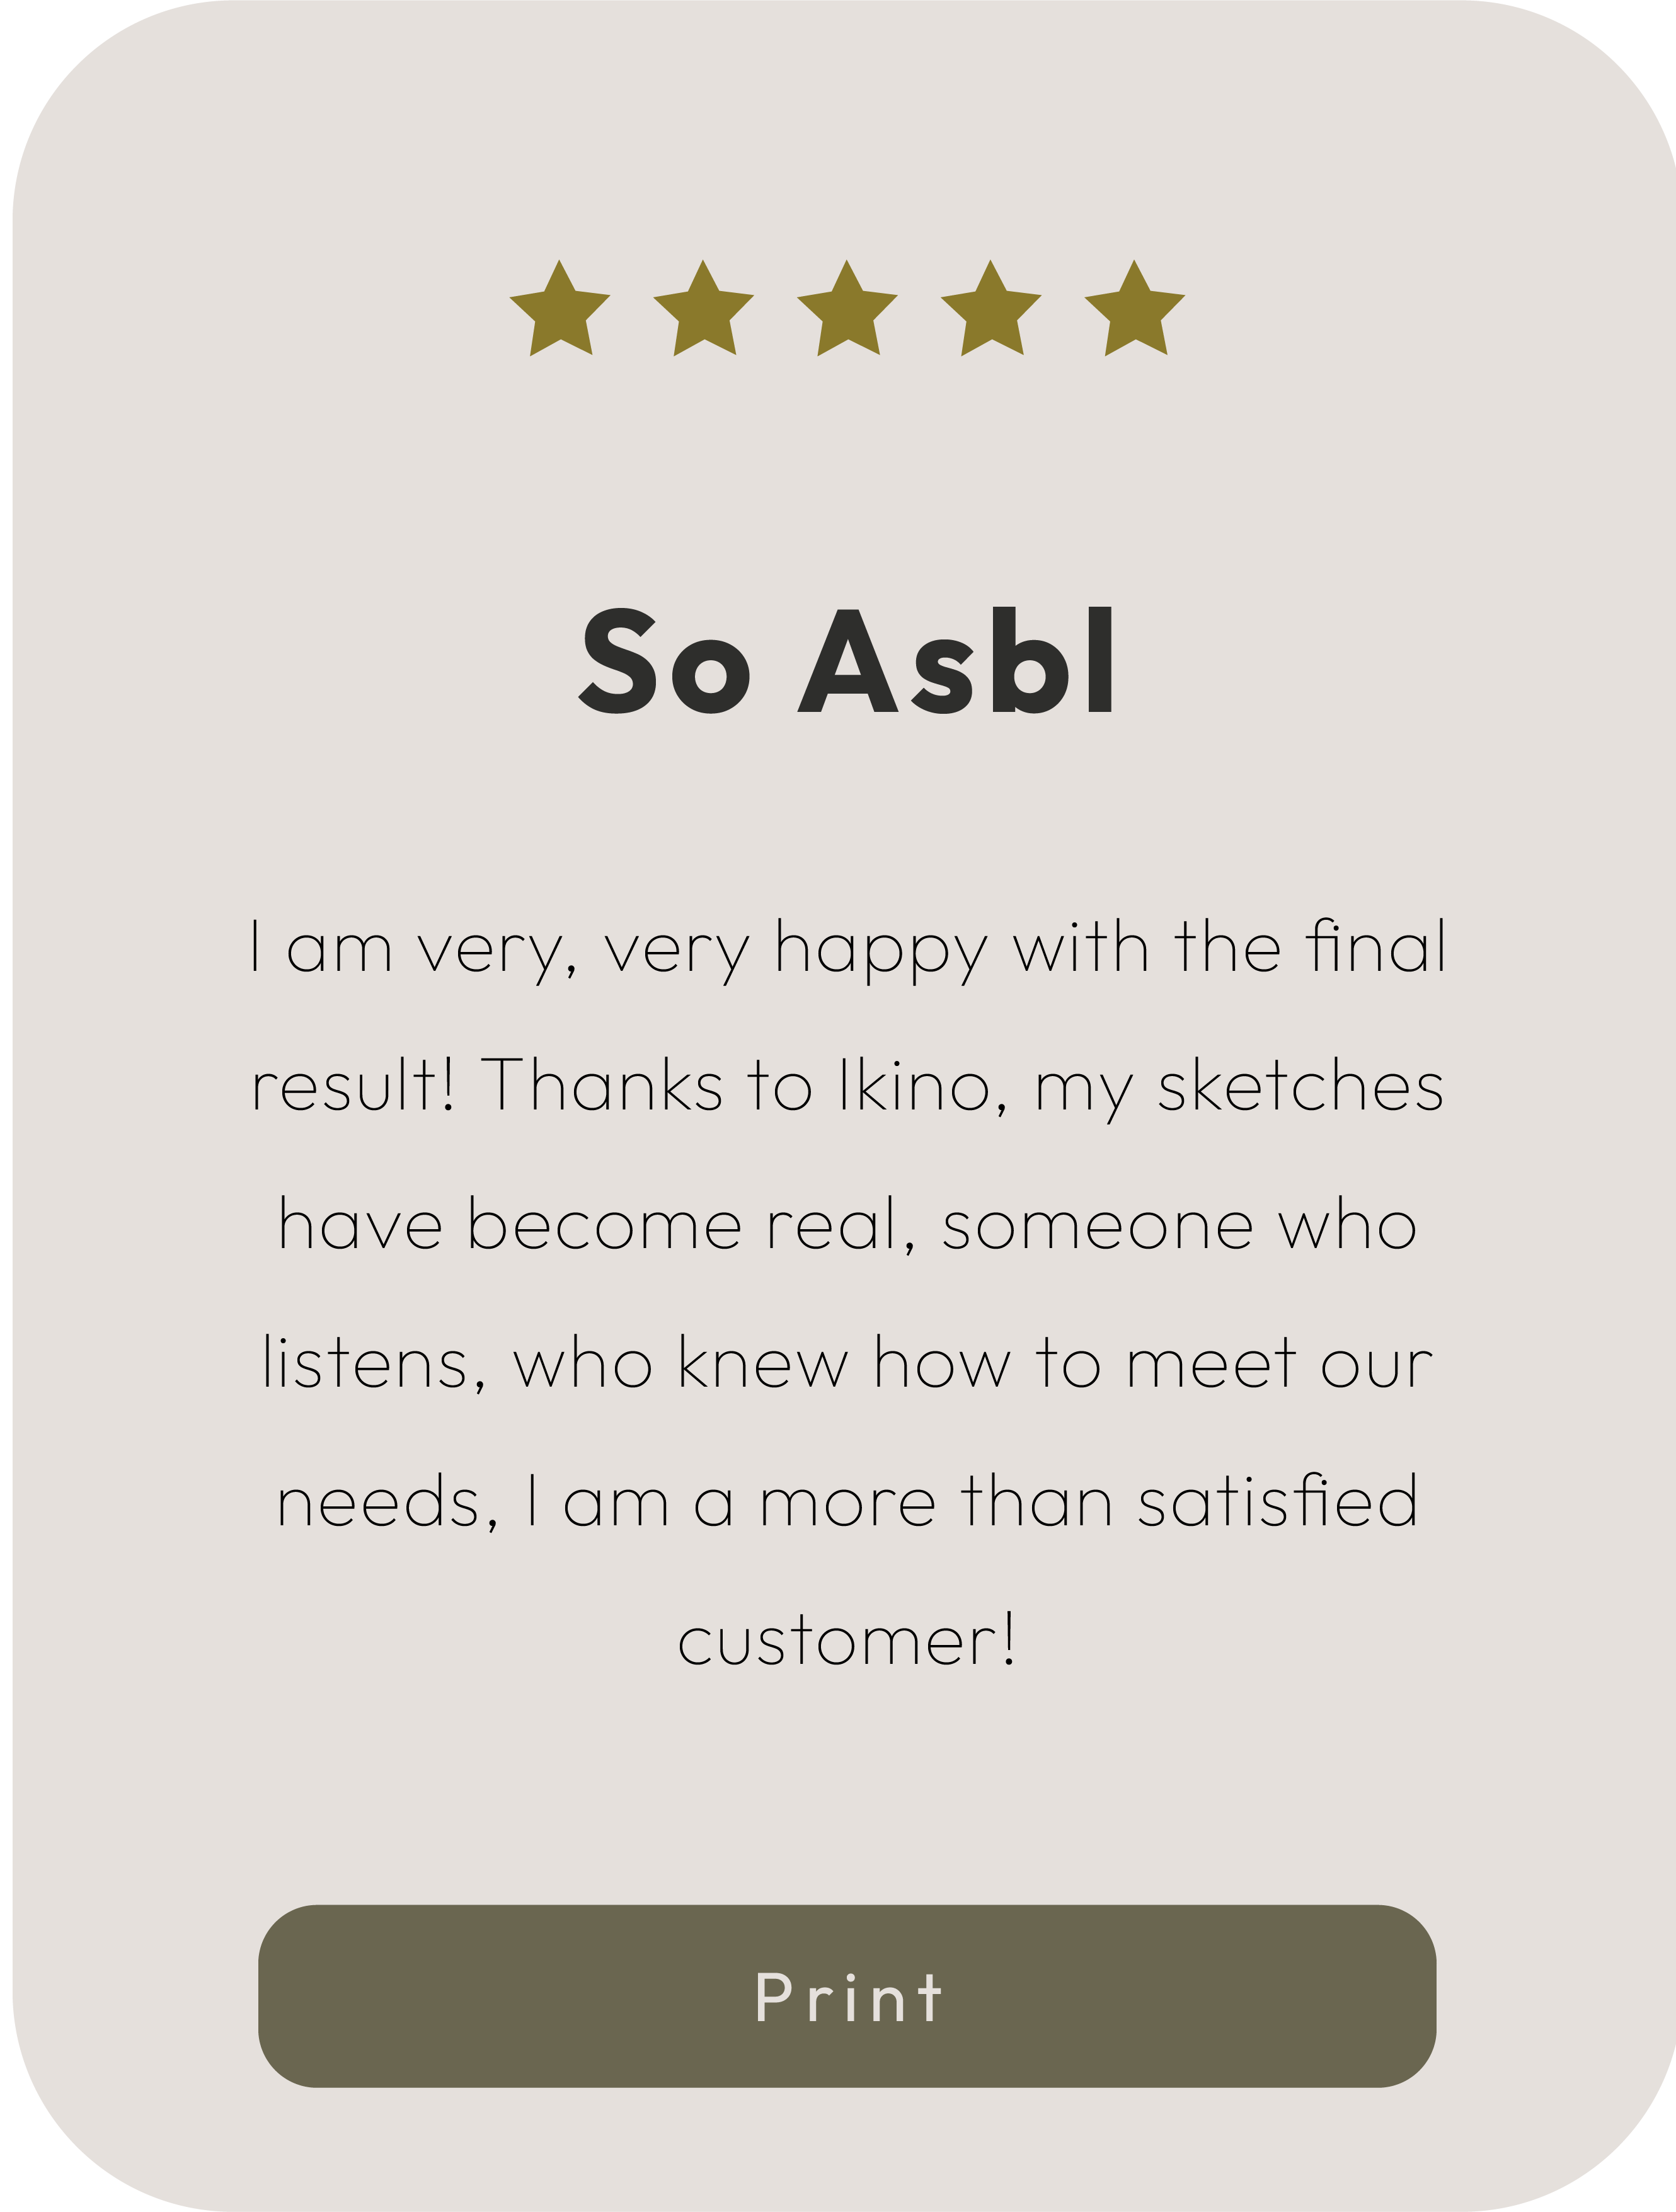 So Asbl
I am very, very happy with the final
result! Thanks to Ikino, my sketches
have become real, someone who
listens, who knew how to meet our
needs, I am a more than satisfied
customer!
Print